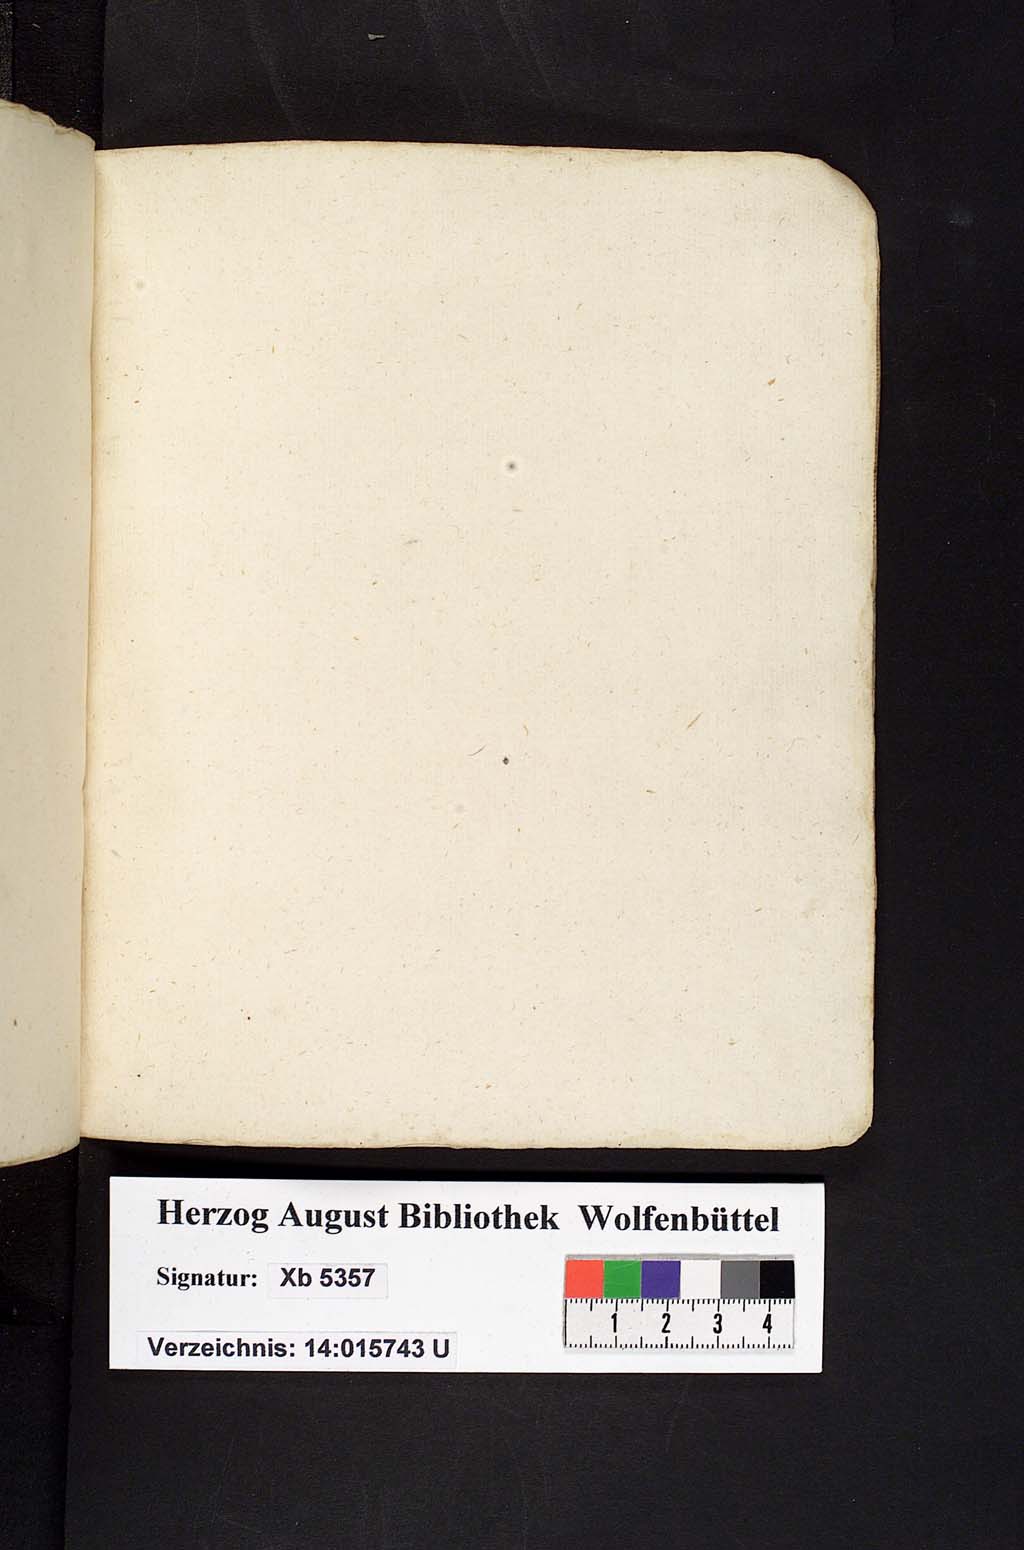 Herzog August Bibliothek Wolfenbüttel
Signatur: Xb 5357
Verzeichnis: 14:015743 U
1 2 3 4